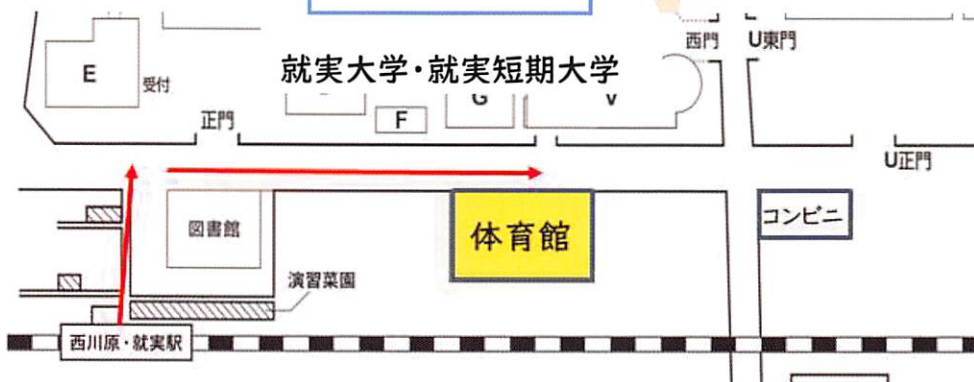 西門
U東門
就実大学・就実短期大学
E
受付
G
V
F
正門
U正門
図書館
体育館
コンビニ
演習菜園
西川原・就実駅